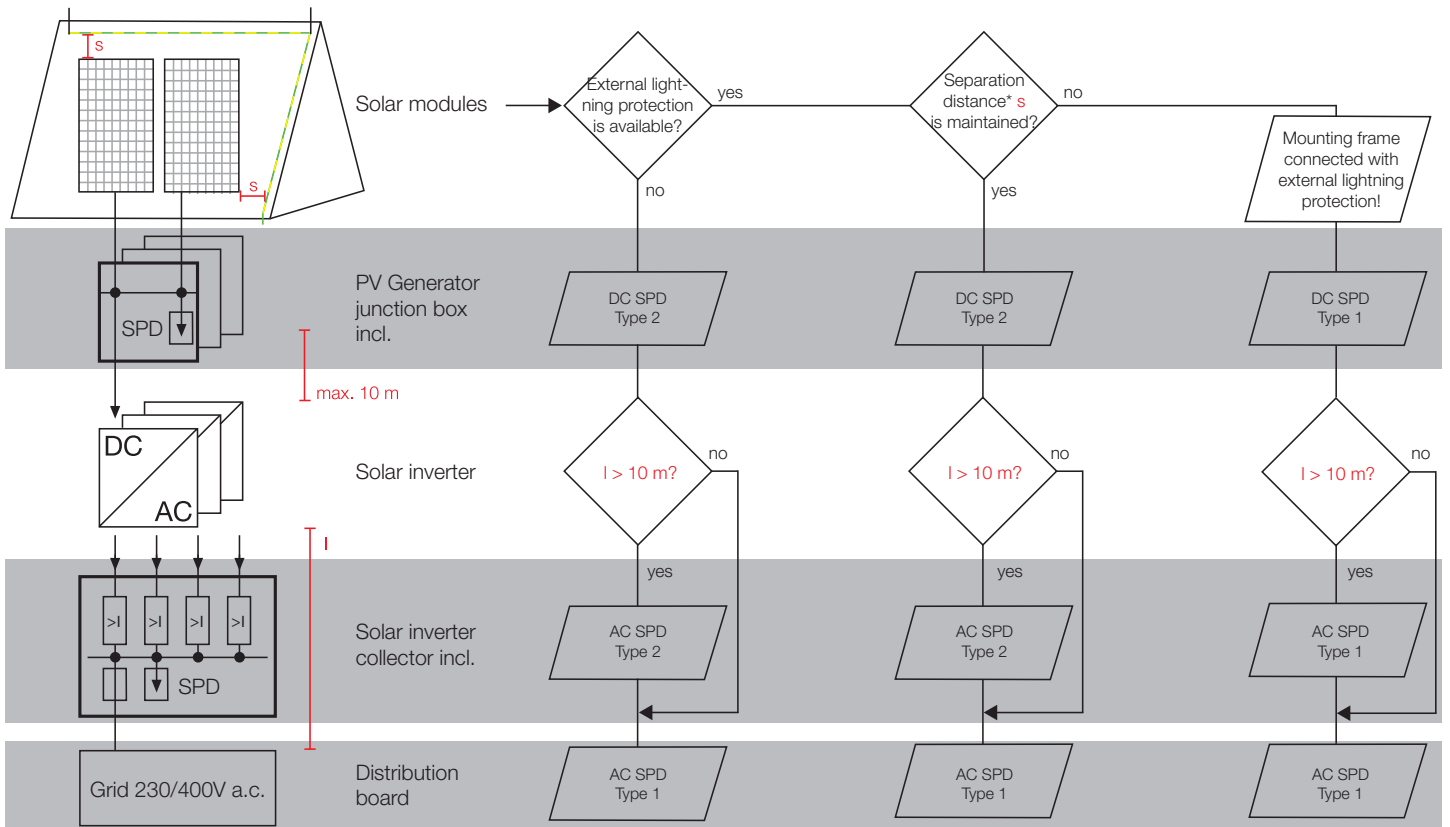 s
s
Solar modules
External light-
ning protection
is available?
yes
no
Separation
distance* s
is maintained?
no
yes
Mounting frame
connected with
external lightning
protection!
SPD
PV Generator
junction box
incl.
DC SPD
Type 2
DC SPD
Type 2
DC SPD
Type 1
max. 10 m
DC
AC
Solar inverter
l > 10 m?
no
yes
l > 10 m?
no
yes
l > 10 m?
no
yes
l
>I
>I
>I
>I
SPD
Solar inverter
collector incl.
AC SPD
Type 2
AC SPD
Type 2
AC SPD
Type 1
Grid 230/400V a.c.
Distribution
board
AC SPD
Type 1
AC SPD
Type 1
AC SPD
Type 1